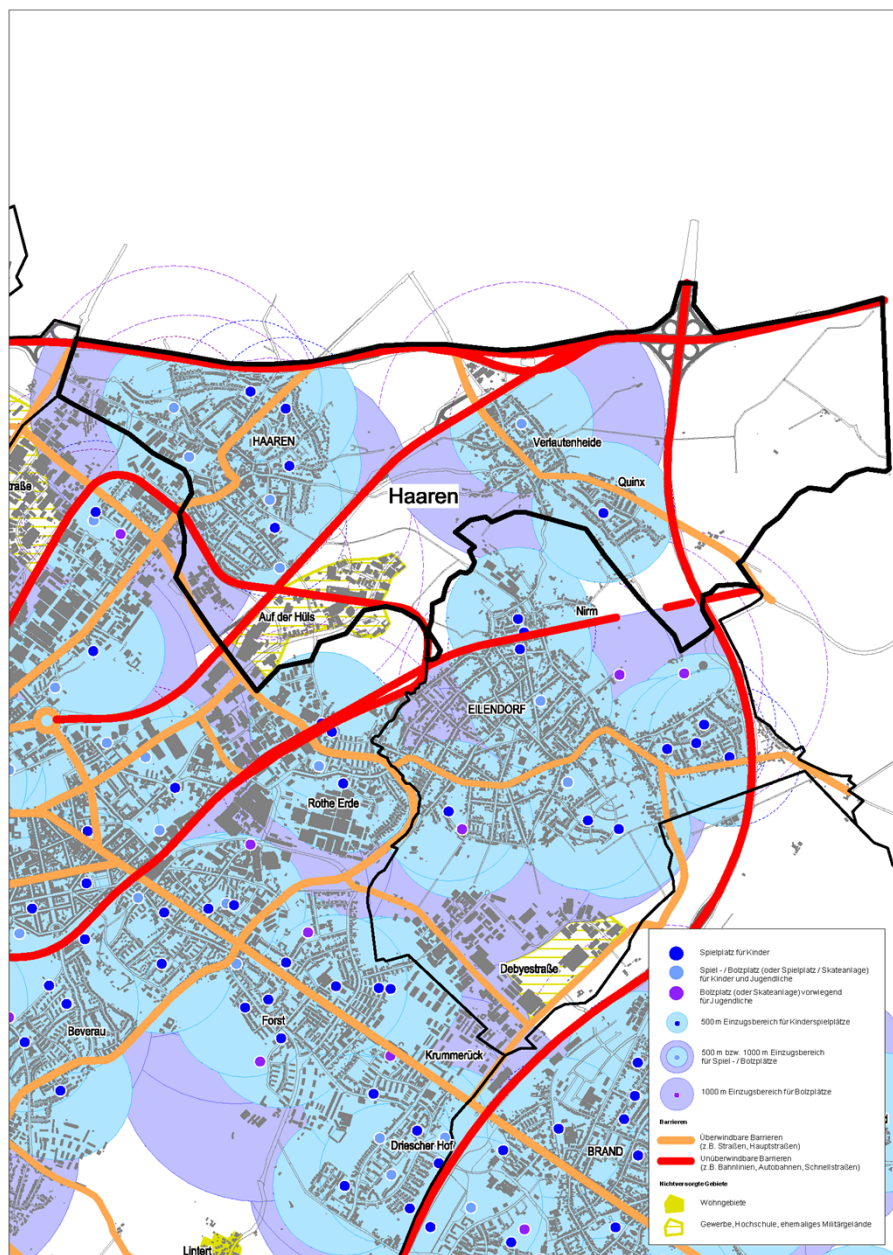 HAAREN
Verlautenheide
Quinx
straße
Haaren
Auf der Hüls
Nirm
EILENDORF
Rothe Erde
Debyestraße
Beverau
Forst
Krummerück
Driescher Hof
BRAND
Lintert
Spielplatz für Kinder
Spiel - / Bolzplatz (oder Spielplatz / Skateanlage)
für Kinder und Jugendliche
Bolzplatz (oder Skateanlage) vorwiegend
für Jugendliche
500m Einzugsbereich für Kinderspielplätze
500 m bzw. 1000 m Einzugsbereich
für Spiel - / Bolzplätze
1000 m Einzugsbereich für Bolzplätze
Barrieren
Überwindbare Barrieren
(z.B. Straßen, Hauptstraßen)
Unüberwindbare Barrieren
(z.B. Bahnlinien, Autobahnen, Schnellstraßen)
Nichtversorgte Gebiete
Wohngebiete
Gewerbe, Hochschule, ehemaliges Militärgelände